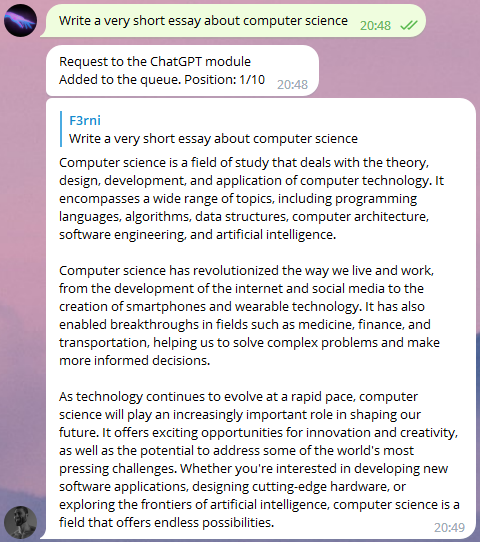 Write a very short essay about computer science 20:48
Request to the ChatGPT module
Added to the queue. Position: 1/10 20:48
F3rni
Write a very short essay about computer science
Computer science is a field of study that deals with the theory,
design, development, and application of computer technology. It
encompasses a wide range of topics, including programming
languages, algorithms, data structures, computer architecture,
software engineering, and artificial intelligence.
Computer science has revolutionized the way we live and work,
from the development of the internet and social media to the
creation of smartphones and wearable technology. It has also
enabled breakthroughs in fields such as medicine, finance, and
transportation, helping us to solve complex problems and make
more informed decisions.
As technology continues to evolve at a rapid pace, computer
science will play an increasingly important role in shaping our
future. It offers exciting opportunities for innovation and creativity,
as well as the potential to address some of the world's most
pressing challenges. Whether you're interested in developing new
software applications, designing cutting-edge hardware, or
exploring the frontiers of artificial intelligence, computer science is a
field that offers endless possibilities. 20:49